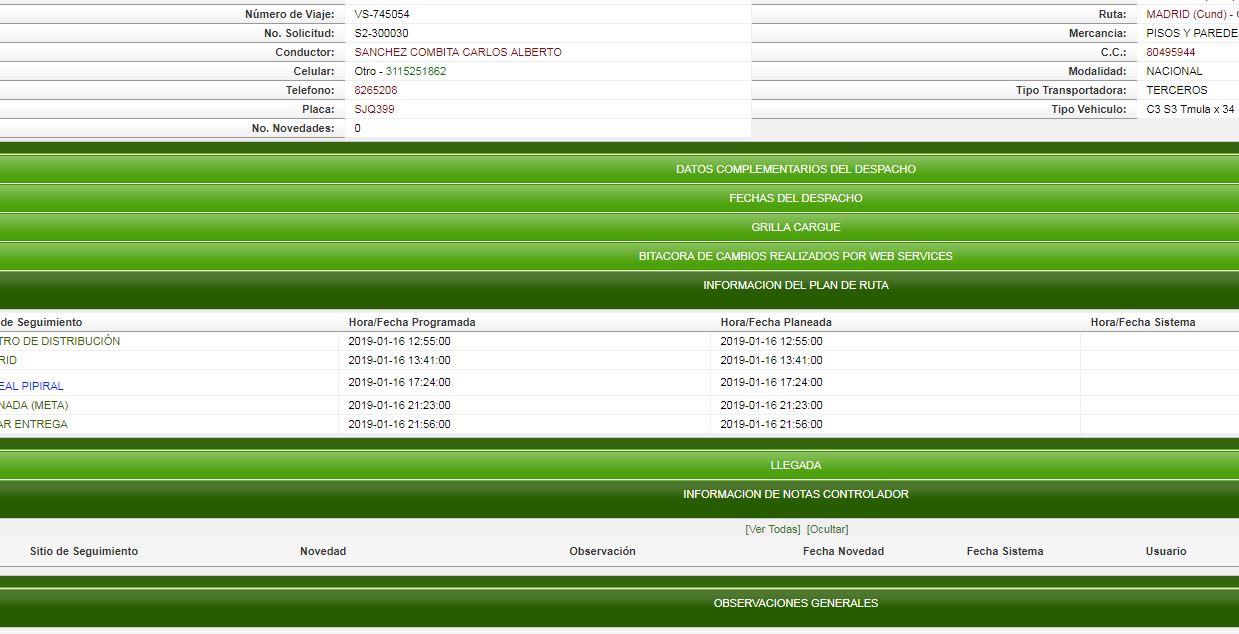 Número de Viaje: VS-745054 Ruta: MADRID (Cund) -
No. Solicitud: S2-300030 Mercancia: PISOS Y PAREDE
Conductor: SANCHEZ COMBITA CARLOS ALBERTO C.C.: 80495944
Celular: Otro - 3115251862 Modalidad: NACIONAL
Telefono: 8265208 Tipo Transportadora: TERCEROS
Placa: SJQ399 Tipo Vehiculo: C3 S3 Tmula x 34
No. Novedades: 0
DATOS COMPLEMENTARIOS DEL DESPACHO
FECHAS DEL DESPACHO
GRILLA CARGUE
BITACORA DE CAMBIOS REALIZADOS POR WEB SERVICES
INFORMACION DEL PLAN DE RUTA
de Seguimiento Hora/Fecha Programada Hora/Fecha Planeada Hora/Fecha Sistema
TRO DE DISTRIBUCIÓN 2019-01-16 12:55:00 2019-01-16 12:55:00
RID 2019-01-16 13:41:00 2019-01-16 13:41:00
EAL PIPIRAL 2019-01-16 17:24:00 2019-01-16 17:24:00
NADA (META) 2019-01-16 21:23:00 2019-01-16 21:23:00
AR ENTREGA 2019-01-16 21:56:00 2019-01-16 21:56:00
LLEGADA
INFORMACION DE NOTAS CONTROLADOR
[Ver Todas] [Ocultar]
Sitio de Seguimiento Novedad Observación Fecha Novedad Fecha Sistema Usuario
OBSERVACIONES GENERALES